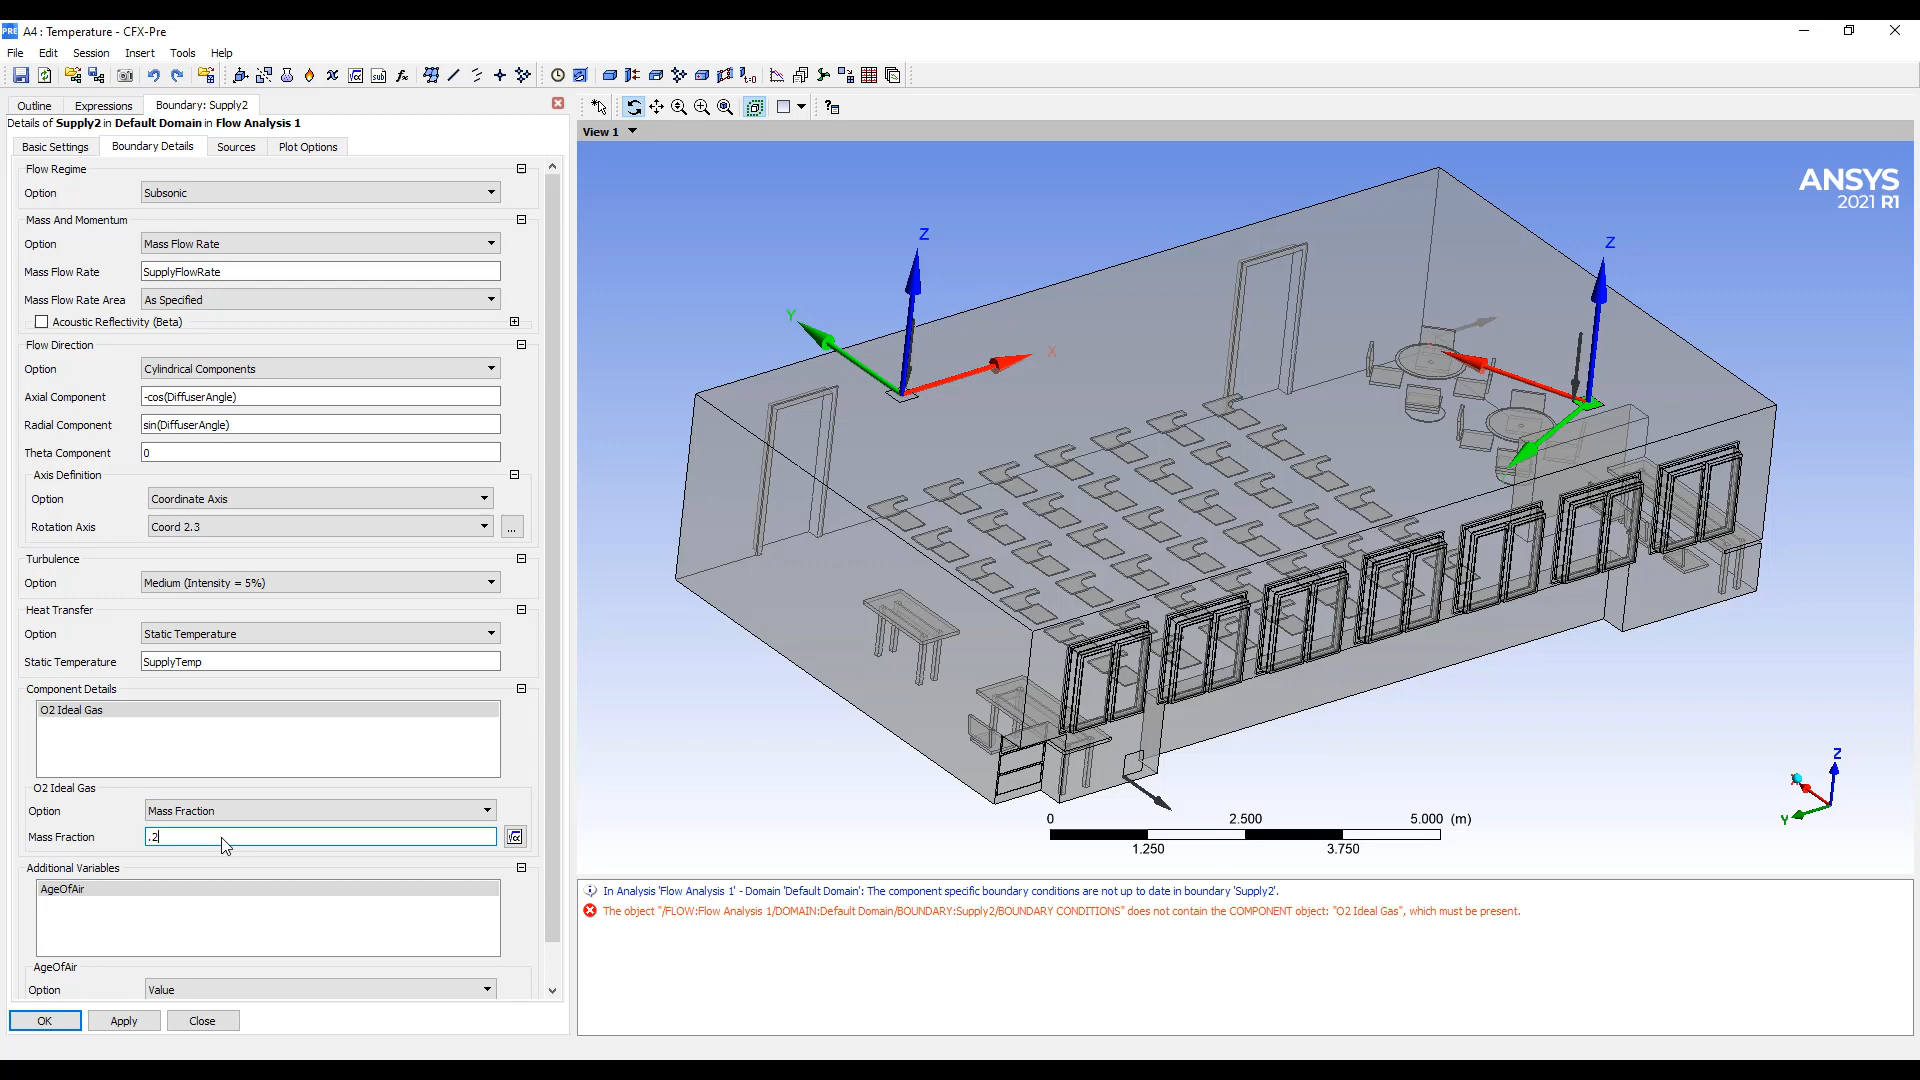 PRE A4 : Temperature - CFX-Pre
File Edit Session Insert Tools Help
Outline Expressions Boundary: Supply2
Details of Supply2 in Default Domain in Flow Analysis 1
Basic Settings Boundary Details Sources Plot Options
Flow Regime
Option Subsonic
Mass And Momentum
Option Mass Flow Rate
Mass Flow Rate SupplyFlowRate
Mass Flow Rate Area As Specified
Acoustic Reflectivity (Beta)
Flow Direction
Option Cylindrical Components
Axial Component -cos(DiffuserAngle)
Radial Component sin(DiffuserAngle)
Theta Component 0
Axis Definition
Option Coordinate Axis
Rotation Axis Coord 2.3 ...
Turbulence
Option Medium (Intensity = 5%)
Heat Transfer
Option Static Temperature
Static Temperature SupplyTemp
Component Details
O2 Ideal Gas
O2 Ideal Gas
Option Mass Fraction
Mass Fraction .2
Additional Variables
AgeOfAir
AgeOfAir
Option Value
OK Apply Close
View 1
ANSYS
2021 R1
Z
Y
X
Z
Z
Y
0 2.500 5.000 (m)
1.250 3.750
In Analysis 'Flow Analysis 1' - Domain 'Default Domain': The component specific boundary conditions are not up to date in boundary 'Supply2'.
The object "/FLOW:Flow Analysis 1/DOMAIN:Default Domain/BOUNDARY:Supply2/BOUNDARY CONDITIONS" does not contain the COMPONENT object: "O2 Ideal Gas", which must be present.